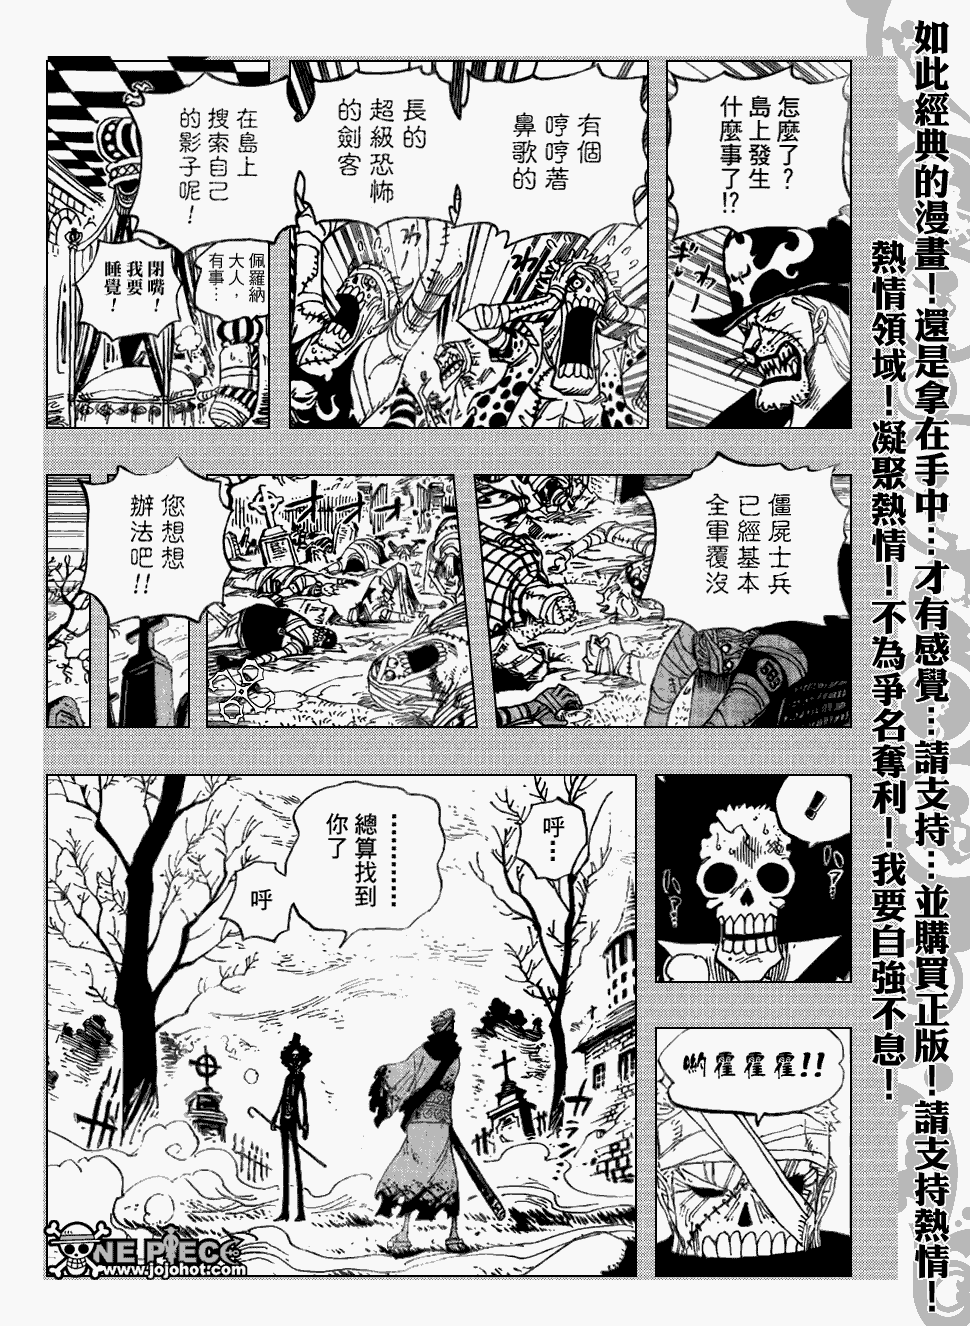 怎麼了？
島上發生
什麼事了!?
有個
哼哼著
鼻歌的
長的
超級恐怖
的劍客
在島上
搜索自己
的影子呢！
佩羅納
大人，
有事…
閉嘴！
我要
睡覺！
僵屍士兵
已經基本
全軍覆沒
您想想
辦法吧!!
！
呼…
…………
總算找到
你了
呼
喲霍霍霍!!
如此經典的漫畫！還是拿在手中…才有感覺…請支持…並購買正版！請支持熱情！
熱情領域！凝聚熱情！不為爭名奪利！我要自強不息！
ONE PIECE
www.jojohot.com